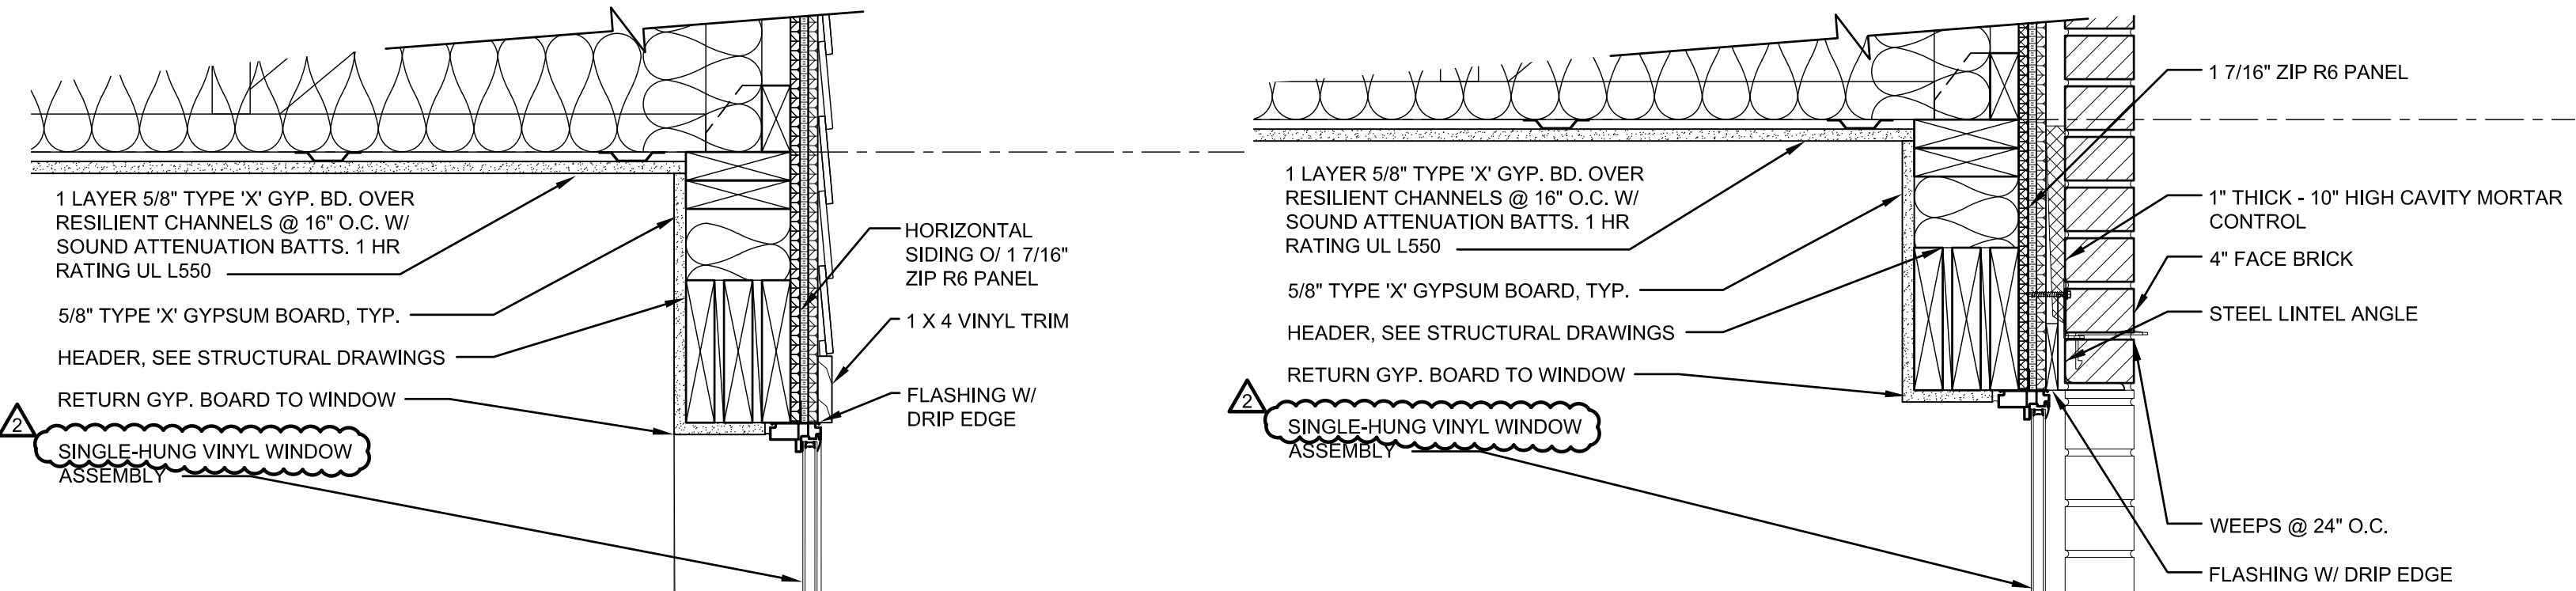 1 LAYER 5/8" TYPE 'X' GYP. BD. OVER
RESILIENT CHANNELS @ 16" O.C. W/
SOUND ATTENUATION BATTS. 1 HR
RATING UL L550
5/8" TYPE 'X' GYPSUM BOARD, TYP.
HEADER, SEE STRUCTURAL DRAWINGS
RETURN GYP. BOARD TO WINDOW
2
SINGLE-HUNG VINYL WINDOW
ASSEMBLY
HORIZONTAL
SIDING O/ 1 7/16"
ZIP R6 PANEL
1 X 4 VINYL TRIM
FLASHING W/
DRIP EDGE
1 LAYER 5/8" TYPE 'X' GYP. BD. OVER
RESILIENT CHANNELS @ 16" O.C. W/
SOUND ATTENUATION BATTS. 1 HR
RATING UL L550
5/8" TYPE 'X' GYPSUM BOARD, TYP.
HEADER, SEE STRUCTURAL DRAWINGS
RETURN GYP. BOARD TO WINDOW
2
SINGLE-HUNG VINYL WINDOW
ASSEMBLY
1 7/16" ZIP R6 PANEL
1" THICK - 10" HIGH CAVITY MORTAR
CONTROL
4" FACE BRICK
STEEL LINTEL ANGLE
WEEPS @ 24" O.C.
FLASHING W/ DRIP EDGE